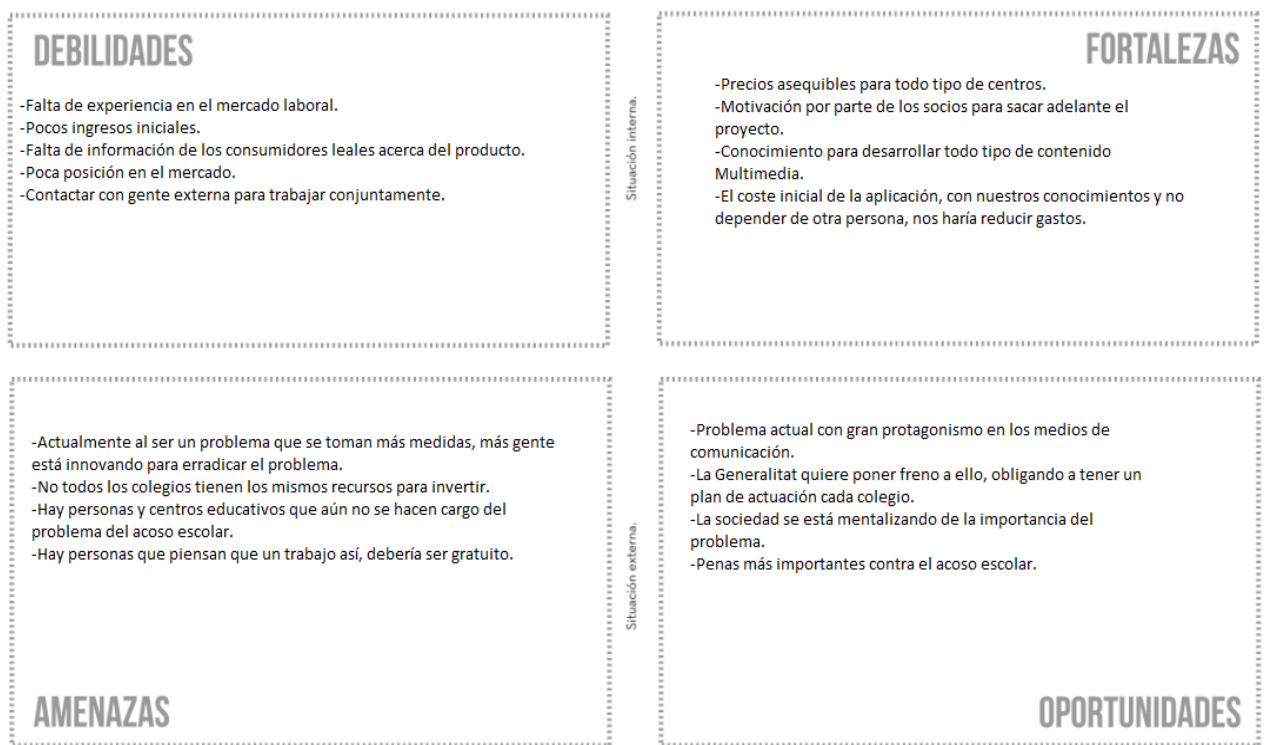 DEBILIDADES
-Falta de experiencia en el mercado laboral.
-Pocos ingresos iniciales.
-Falta de información de los consumidores leales acerca del producto.
-Poca posición en el mercado.
-Contactar con gente externa para trabajar conjuntamente.
Situación interna.
FORTALEZAS
-Precios asequibles para todo tipo de centros.
-Motivación por parte de los socios para sacar adelante el
proyecto.
-Conocimiento para desarrollar todo tipo de contenido
Multimedia.
-El coste inicial de la aplicación, con nuestros conocimientos y no
depender de otra persona, nos haría reducir gastos.
-Actualmente al ser un problema que se toman más medidas, más gente
está innovando para erradicar el problema.
-No todos los colegios tienen los mismos recursos para invertir.
-Hay personas y centros educativos que aún no se hacen cargo del
problema del acoso escolar.
-Hay personas que piensan que un trabajo así, debería ser gratuito.
AMENAZAS
Situación externa.
-Problema actual con gran protagonismo en los medios de
comunicación.
-La Generalitat quiere poner freno a ello, obligando a tener un
plan de actuación cada colegio.
-La sociedad se está mentalizando de la importancia del
problema.
-Penas más importantes contra el acoso escolar.
OPORTUNIDADES